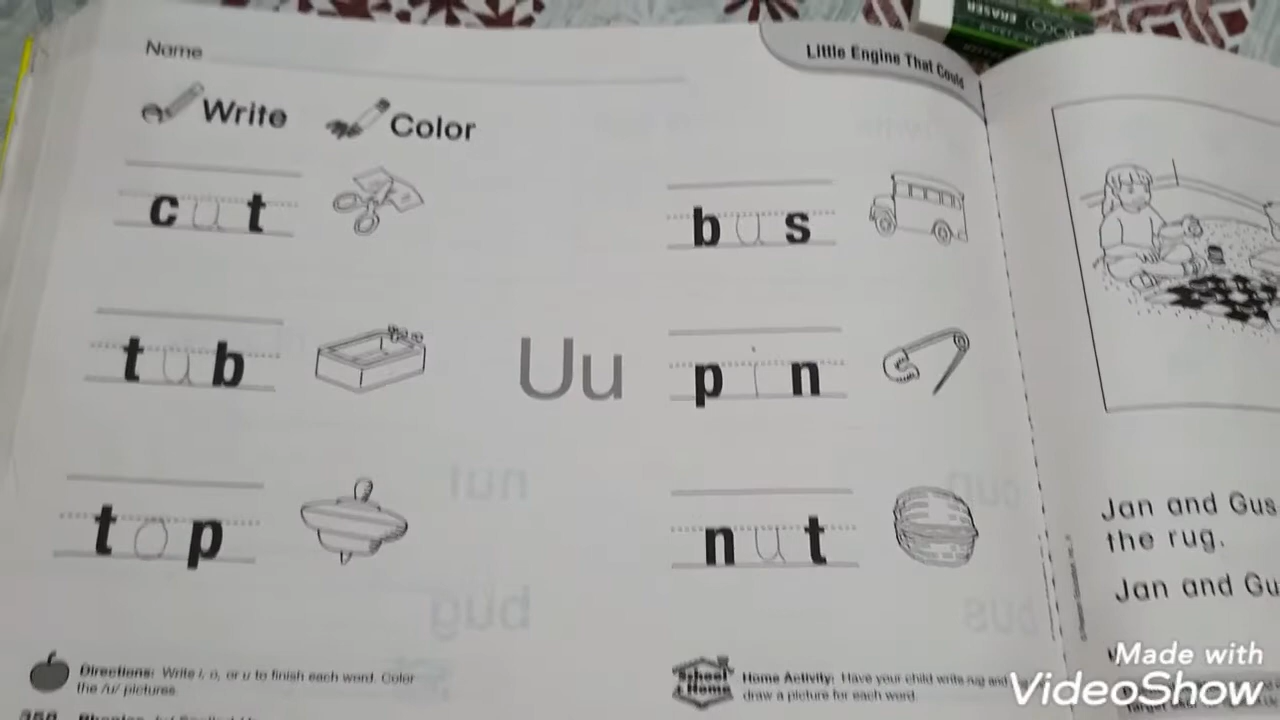 Name
Little Engine That Could
Write Color
c u t
b u s
t u b
Uu
p i n
t o p
n u t
Directions: Write i, o, or u to finish each word. Color
the /u/ pictures.
School + Home
Home Activity: Have your child write rug and
draw a picture for each word.
Jan and Gus
the rug.
Jan and Gu
ERASER
Made with
VideoShow